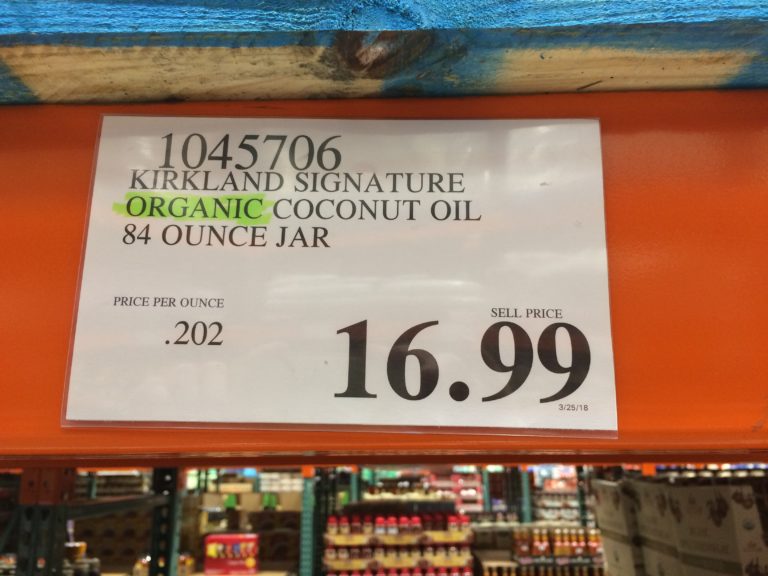 1045706
KIRKLAND SIGNATURE
ORGANIC COCONUT OIL
84 OUNCE JAR
PRICE PER OUNCE
.202
SELL PRICE
16.99
3/25/18